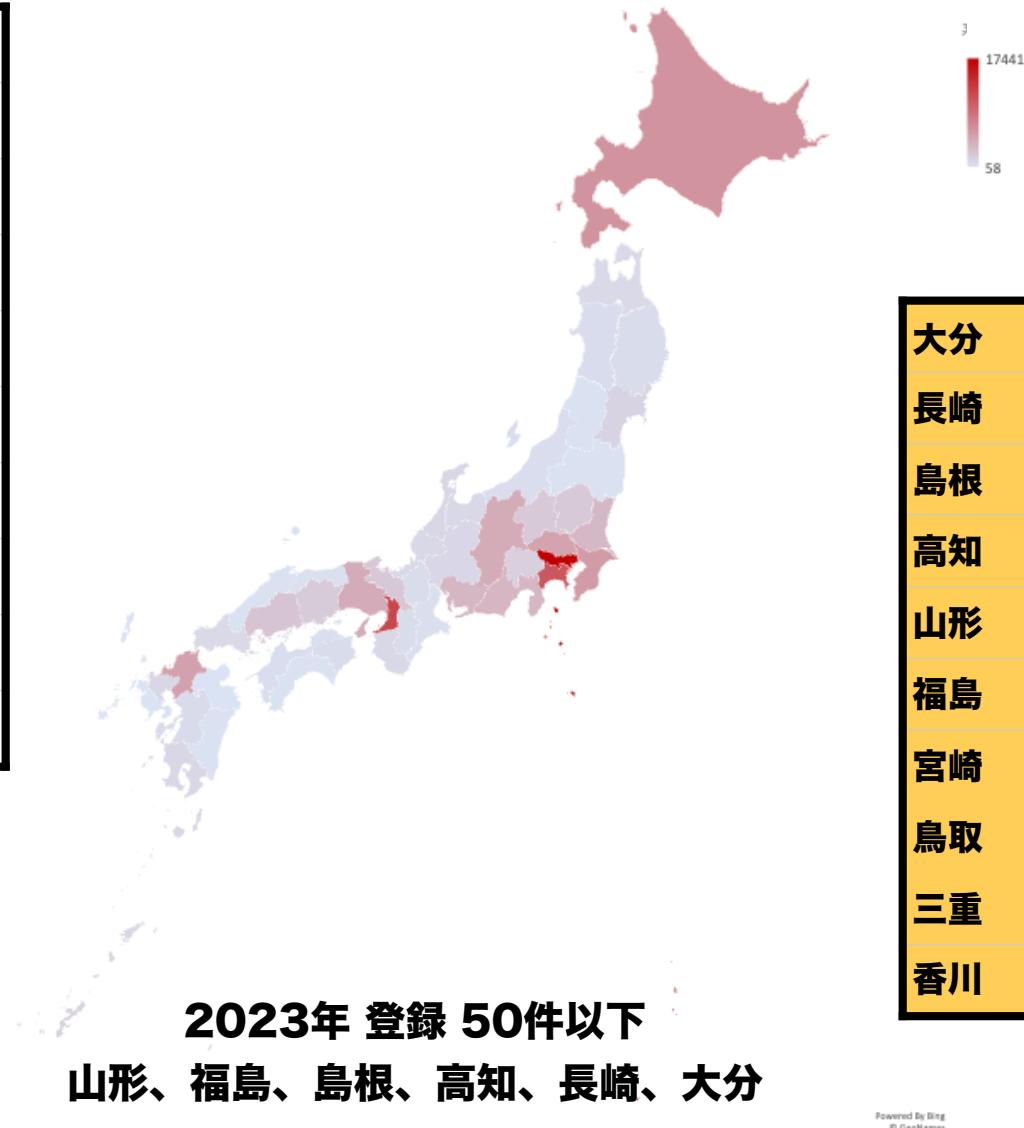 17441
58
大分
長崎
島根
高知
山形
福島
宮崎
鳥取
三重
香川
2023年 登録 50件以下
山形、福島、島根、高知、長崎、大分
Powered By Bing
© GeoNames